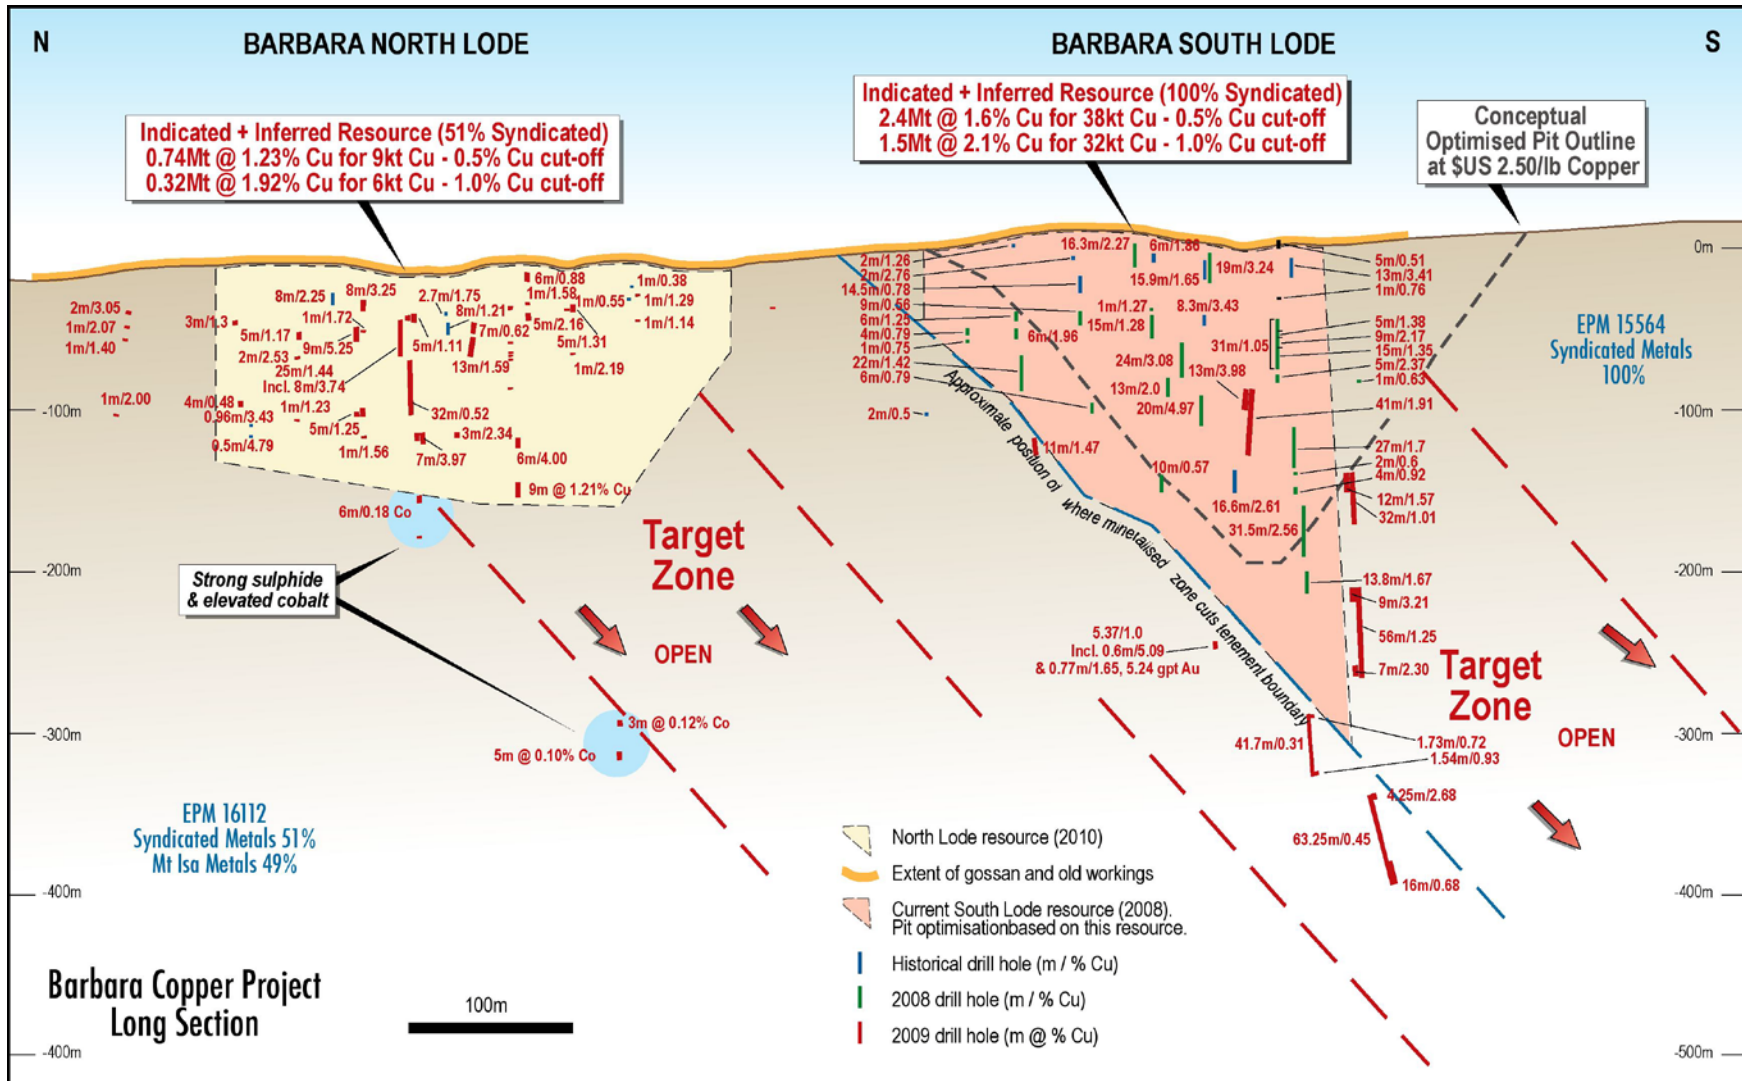 N
BARBARA NORTH LODE
BARBARA SOUTH LODE
S
Indicated + Inferred Resource (51% Syndicated)
0.74Mt @ 1.23% Cu for 9kt Cu - 0.5% Cu cut-off
0.32Mt @ 1.92% Cu for 6kt Cu - 1.0% Cu cut-off
Indicated + Inferred Resource (100% Syndicated)
2.4Mt @ 1.6% Cu for 38kt Cu - 0.5% Cu cut-off
1.5Mt @ 2.1% Cu for 32kt Cu - 1.0% Cu cut-off
Conceptual
Optimised Pit Outline
at $US 2.50/lb Copper
2m/3.05
1m/2.07
1m/1.40
1m/2.00
3m/1.3
8m/2.25
8m/3.25
1m/1.72
5m/1.17
9m/5.25
2m/2.53
25m/1.44
Incl. 8m/3.74
2.7m/1.75
8m/1.21
5m/1.11
7m/0.62
13m/1.59
6m/0.88
1m/1.58
1m/0.55
1m/0.38
1m/1.29
1m/1.14
5m/2.16
5m/1.31
1m/2.19
4m/0.48
0.96m/3.43
0.5m/4.79
1m/1.23
5m/1.25
1m/1.56
32m/0.52
3m/2.34
7m/3.97
6m/4.00
9m @ 1.21% Cu
6m/0.18 Co
Strong sulphide
& elevated cobalt
3m @ 0.12% Co
5m @ 0.10% Co
Target
Zone
OPEN
EPM 16112
Syndicated Metals 51%
Mt Isa Metals 49%
2m/1.26
2m/2.76
14.5m/0.78
9m/0.66
6m/1.25
4m/0.79
1m/0.75
22m/1.42
6m/0.79
2m/0.5
16.3m/2.27
6m/1.86
15.9m/1.65
19m/3.24
1m/1.27
8.3m/3.43
15m/1.28
6m/1.96
31m/1.05
24m/3.08
13m/3.98
13m/2.0
20m/4.97
11m/1.47
10m/0.57
16.6m/2.61
31.5m/2.56
5m/0.51
13m/3.41
1m/0.76
5m/1.38
9m/2.17
15m/1.35
5m/2.37
1m/0.63
41m/1.91
27m/1.7
2m/0.6
4m/0.92
12m/1.57
32m/1.01
13.8m/1.67
9m/3.21
56m/1.25
7m/2.30
Approximate position of where mineralised zone cuts tenement boundary
5.37/1.0
Incl. 0.6m/5.09
& 0.77m/1.65, 5.24 gpt Au
41.7m/0.31
1.73m/0.72
1.54m/0.93
4.25m/2.68
63.25m/0.45
16m/0.68
EPM 15564
Syndicated Metals
100%
Target
Zone
OPEN
-100m
-200m
-300m
-400m
-400m
0m
-100m
-200m
-300m
-400m
-500m
North Lode resource (2010)
Extent of gossan and old workings
Current South Lode resource (2008).
Pit optimisationbased on this resource.
Historical drill hole (m / % Cu)
2008 drill hole (m / % Cu)
2009 drill hole (m @ % Cu)
Barbara Copper Project
Long Section
100m